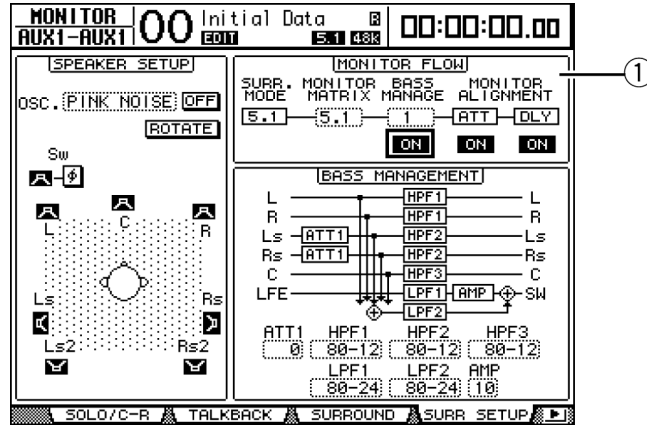 MONITOR
AUX1-AUX1
00
Initial Data
EDIT
5.1 48K
00:00:00.00
1
SPEAKER SETUP
OSC. PINK NOISE OFF
ROTATE
Sw
L C R
Ls Rs
Ls2 Rs2
MONITOR FLOW
SURR. MODE
MONITOR MATRIX
BASS MANAGE
MONITOR ALIGNMENT
5.1 5.1 1 ATT DLY
ON ON ON
BASS MANAGEMENT
L HPF1 L
R HPF1 R
Ls ATT1 HPF2 Ls
Rs ATT1 HPF2 Rs
C HPF3 C
LFE LPF1 AMP SW
LPF2
ATT1 HPF1 HPF2 HPF3
0 80-12 80-12 80-12
LPF1 LPF2 AMP
80-24 80-24 10
SOLO/C-R TALKBACK SURROUND SURR SETUP